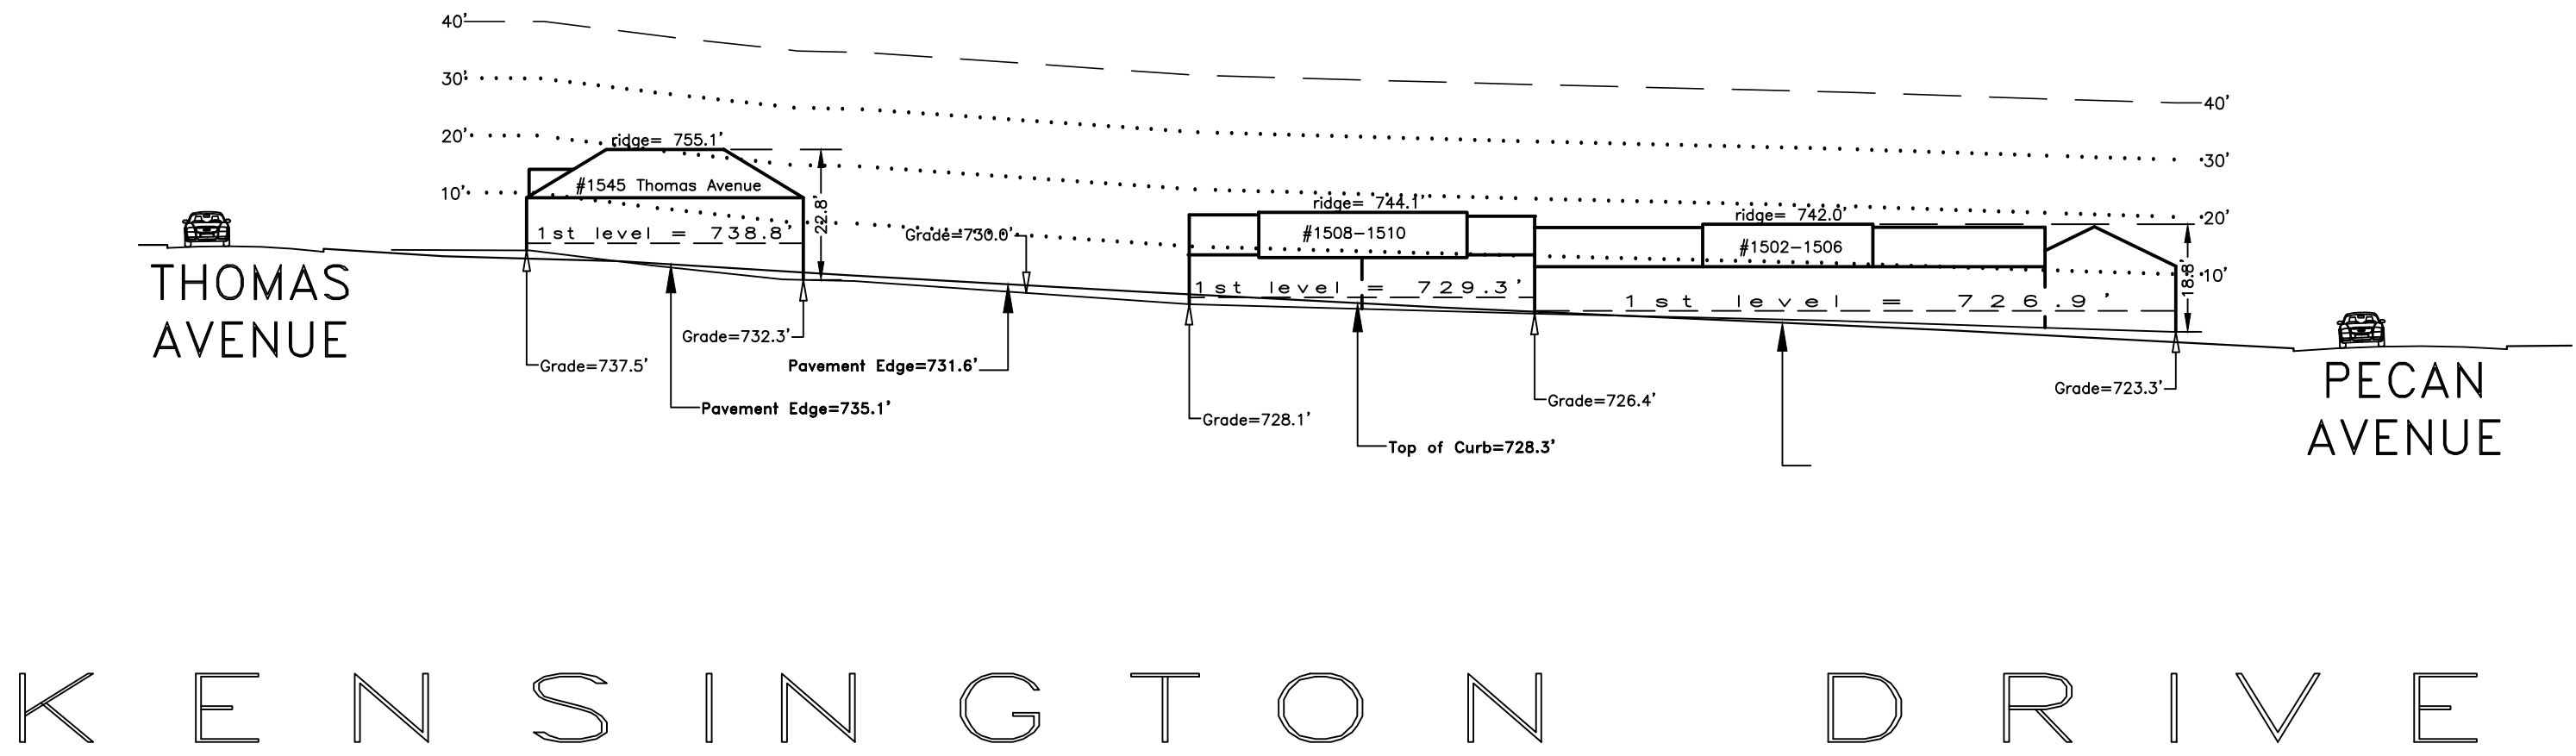 40'
40'
30'
30'
20'
20'
10'
10'
ridge= 755.1'
#1545 Thomas Avenue
1st level = 738.8'
22.8'
Grade=730.0'
ridge= 744.1'
#1508-1510
1st level = 729.3'
ridge= 742.0'
#1502-1506
1st level = 726.9'
18.8'
THOMAS
AVENUE
Grade=737.5'
Grade=732.3'
Pavement Edge=731.6'
Pavement Edge=735.1'
Grade=728.1'
Top of Curb=728.3'
Grade=726.4'
Grade=723.3'
PECAN
AVENUE
KENSINGTON DRIVE